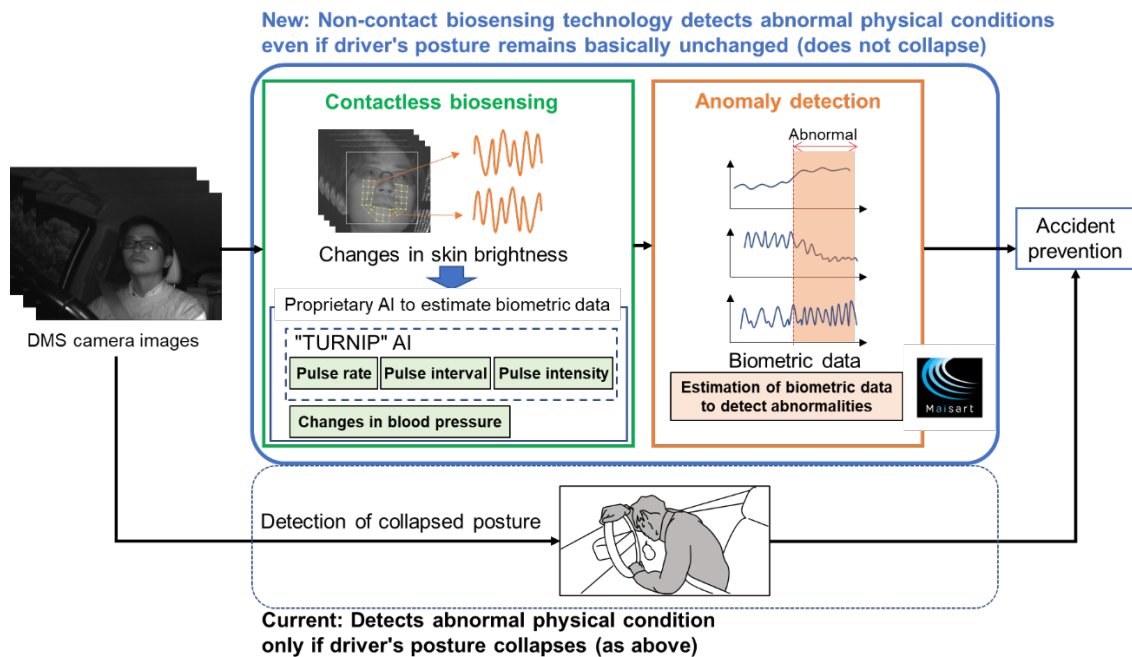 New: Non-contact biosensing technology detects abnormal physical conditions
even if driver's posture remains basically unchanged (does not collapse)
Contactless biosensing
Anomaly detection
Abnormal
Changes in skin brightness
Proprietary AI to estimate biometric data
"TURNIP" AI
Pulse rate
Pulse interval
Pulse intensity
Changes in blood pressure
Biometric data
Estimation of biometric data
to detect abnormalities
Maisart
DMS camera images
Accident
prevention
Detection of collapsed posture
Current: Detects abnormal physical condition
only if driver's posture collapses (as above)